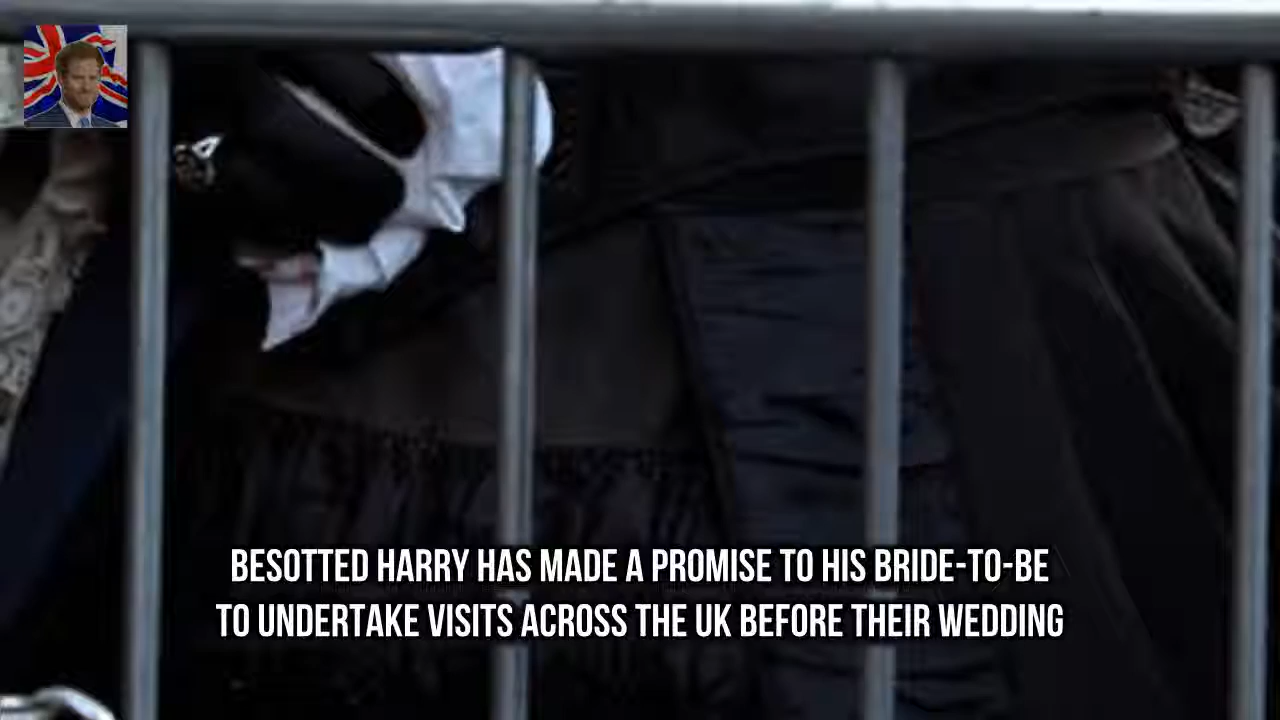 BESOTTED HARRY HAS MADE A PROMISE TO HIS BRIDE-TO-BE
TO UNDERTAKE VISITS ACROSS THE UK BEFORE THEIR WEDDING